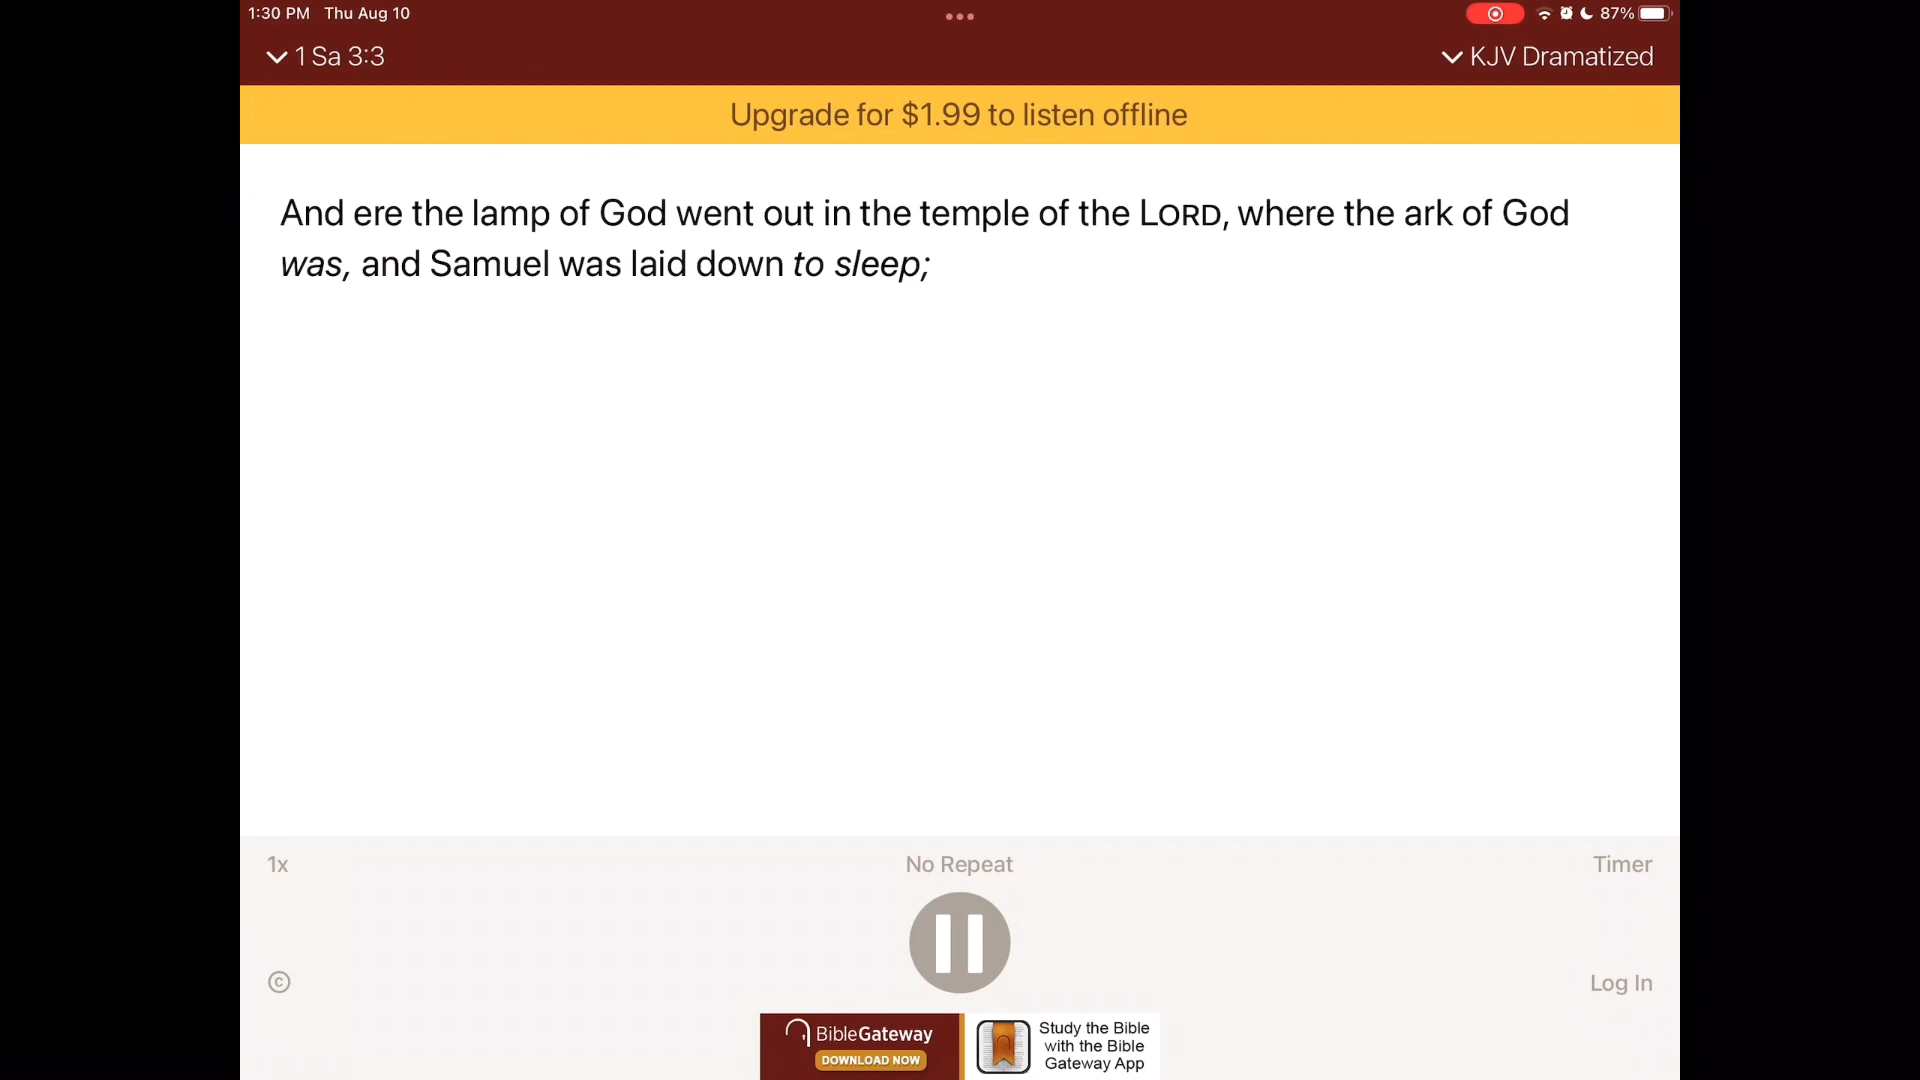 1:30 PM Thu Aug 10
87%
1 Sa 3:3
KJV Dramatized
Upgrade for $1.99 to listen offline
And ere the lamp of God went out in the temple of the LORD, where the ark of God
was, and Samuel was laid down to sleep;
1x
No Repeat
Timer
©
Log In
BibleGateway
DOWNLOAD NOW
Study the Bible
with the Bible
Gateway App